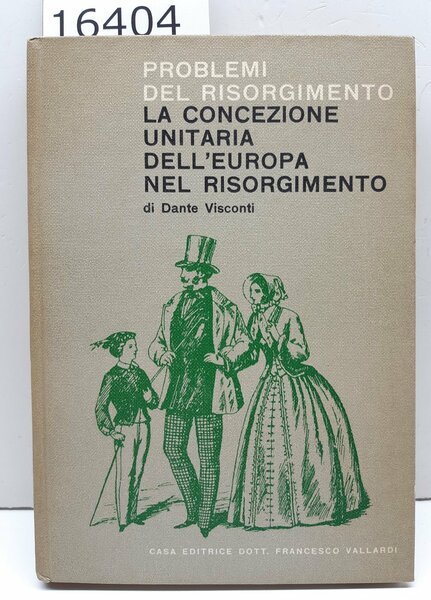 16404
PROBLEMI
DEL RISORGIMENTO
LA CONCEZIONE
UNITARIA
DELL'EUROPA
NEL RISORGIMENTO
di Dante Visconti
CASA EDITRICE DOTT. FRANCESCO VALLARDI